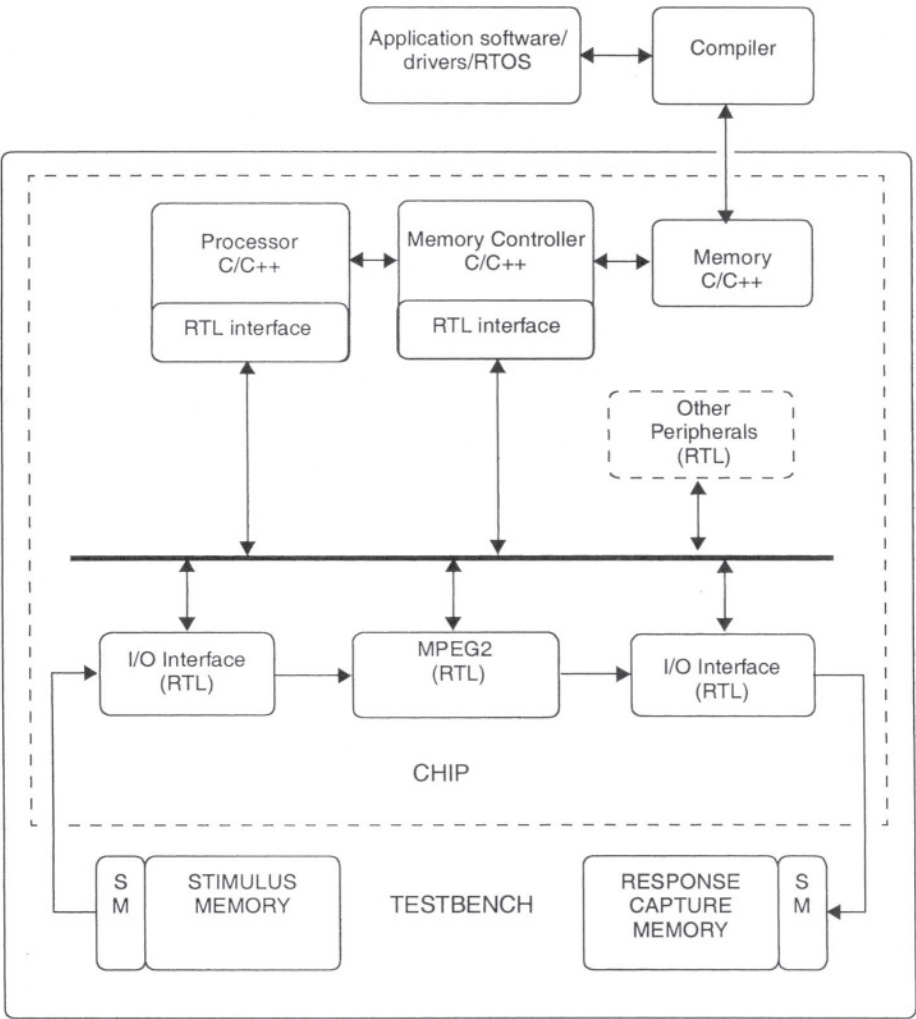 Application software/
drivers/RTOS
Compiler
Processor
C/C++
RTL interface
Memory Controller
C/C++
RTL interface
Memory
C/C++
Other
Peripherals
(RTL)
I/O Interface
(RTL)
MPEG2
(RTL)
I/O Interface
(RTL)
CHIP
S
M
STIMULUS
MEMORY
TESTBENCH
RESPONSE
CAPTURE
MEMORY
S
M